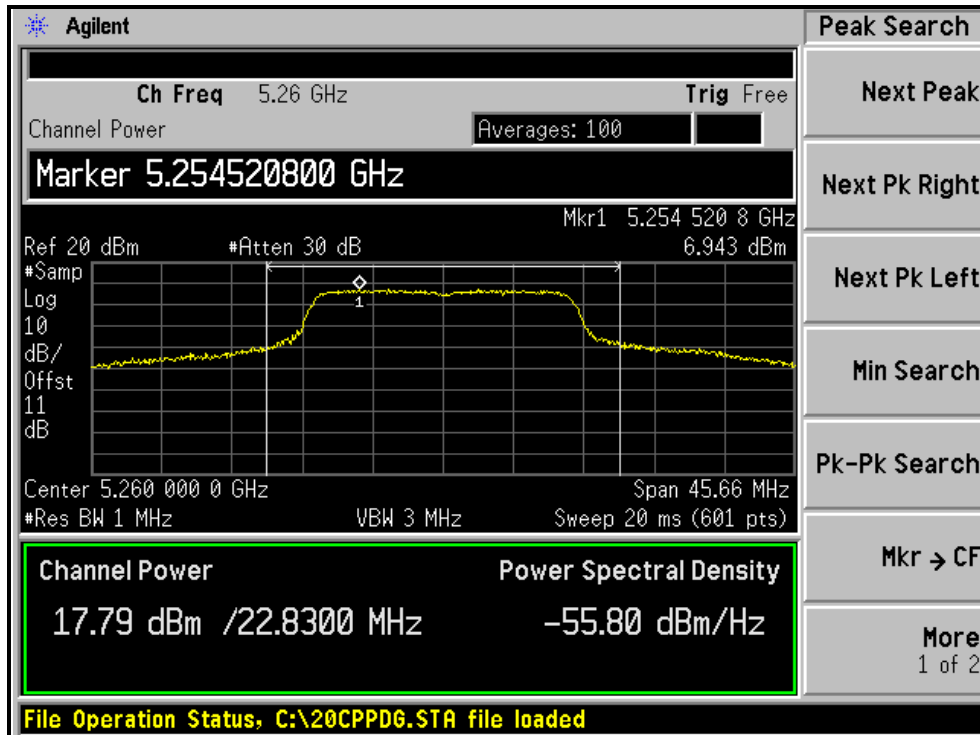 Agilent
Peak Search
Ch Freq 5.26 GHz
Trig Free
Channel Power
Averages: 100
Marker 5.254520800 GHz
Mkr1 5.254 520 8 GHz
Ref 20 dBm #Atten 30 dB 6.943 dBm
#Samp
Log
10
dB/
Offst
11
dB
1
Center 5.260 000 0 GHz Span 45.66 MHz
#Res BW 1 MHz VBW 3 MHz Sweep 20 ms (601 pts)
Channel Power Power Spectral Density
17.79 dBm /22.8300 MHz -55.80 dBm/Hz
File Operation Status, C:\20CPPDG.STA file loaded
Next Peak
Next Pk Right
Next Pk Left
Min Search
Pk-Pk Search
Mkr → CF
More
1 of 2